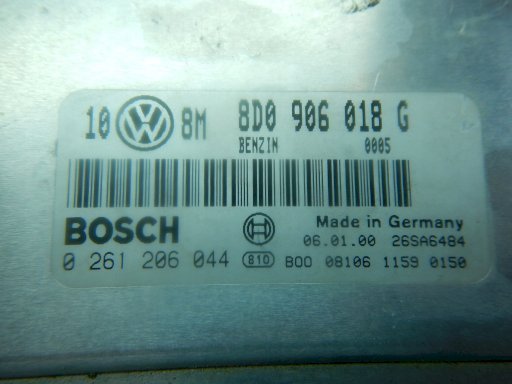 10 VW 8M 8D0 906 018 G
BENZIN 0005
BOSCH Made in Germany
06.01.00 26SA6484
0 261 206 044 810 B00 08106 1159 0150